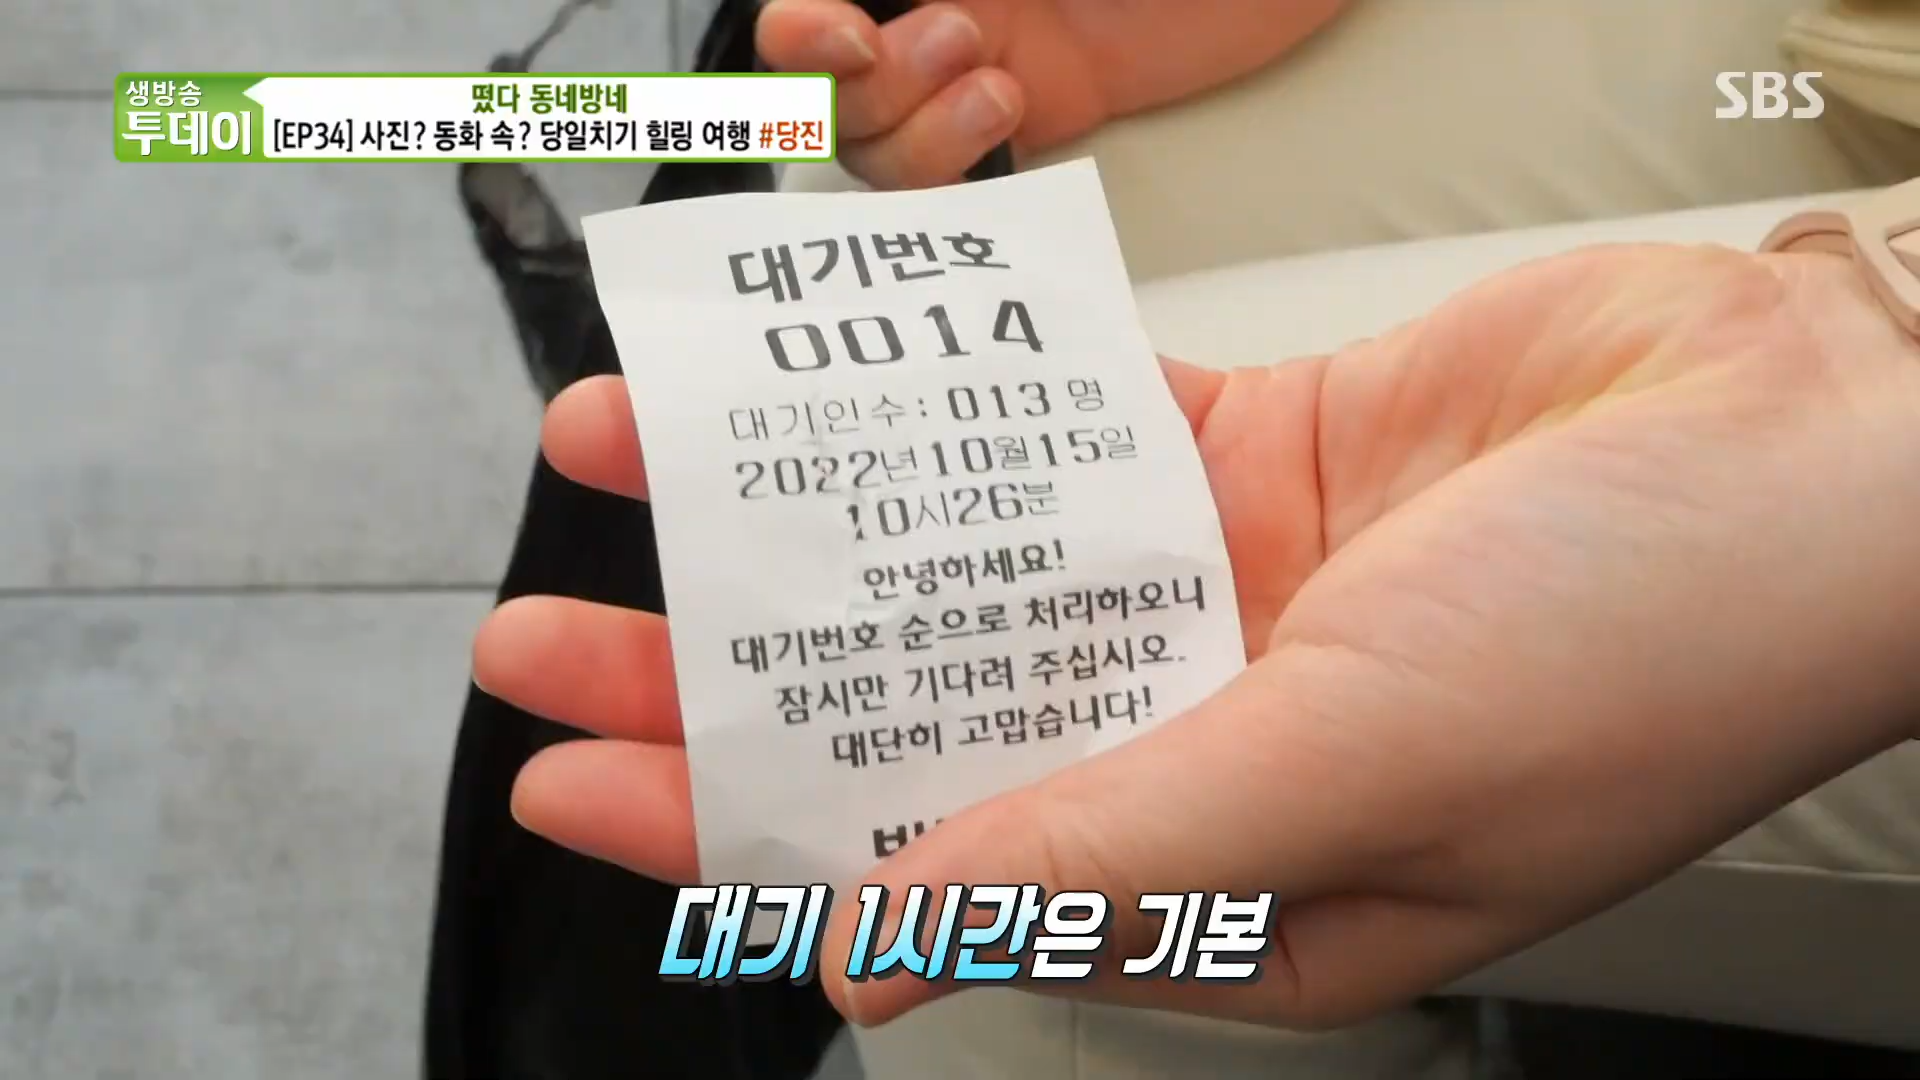 생방송
투데이
떴다 동네방네
[EP34] 사진? 동화 속? 당일치기 힐링 여행 #당진
SBS
대기번호
0014
대기인수: 013 명
2022년10월15일
10시26분
안녕하세요!
대기번호 순으로 처리하오니
잠시만 기다려 주십시오.
대단히 고맙습니다!
대기 1시간은 기본